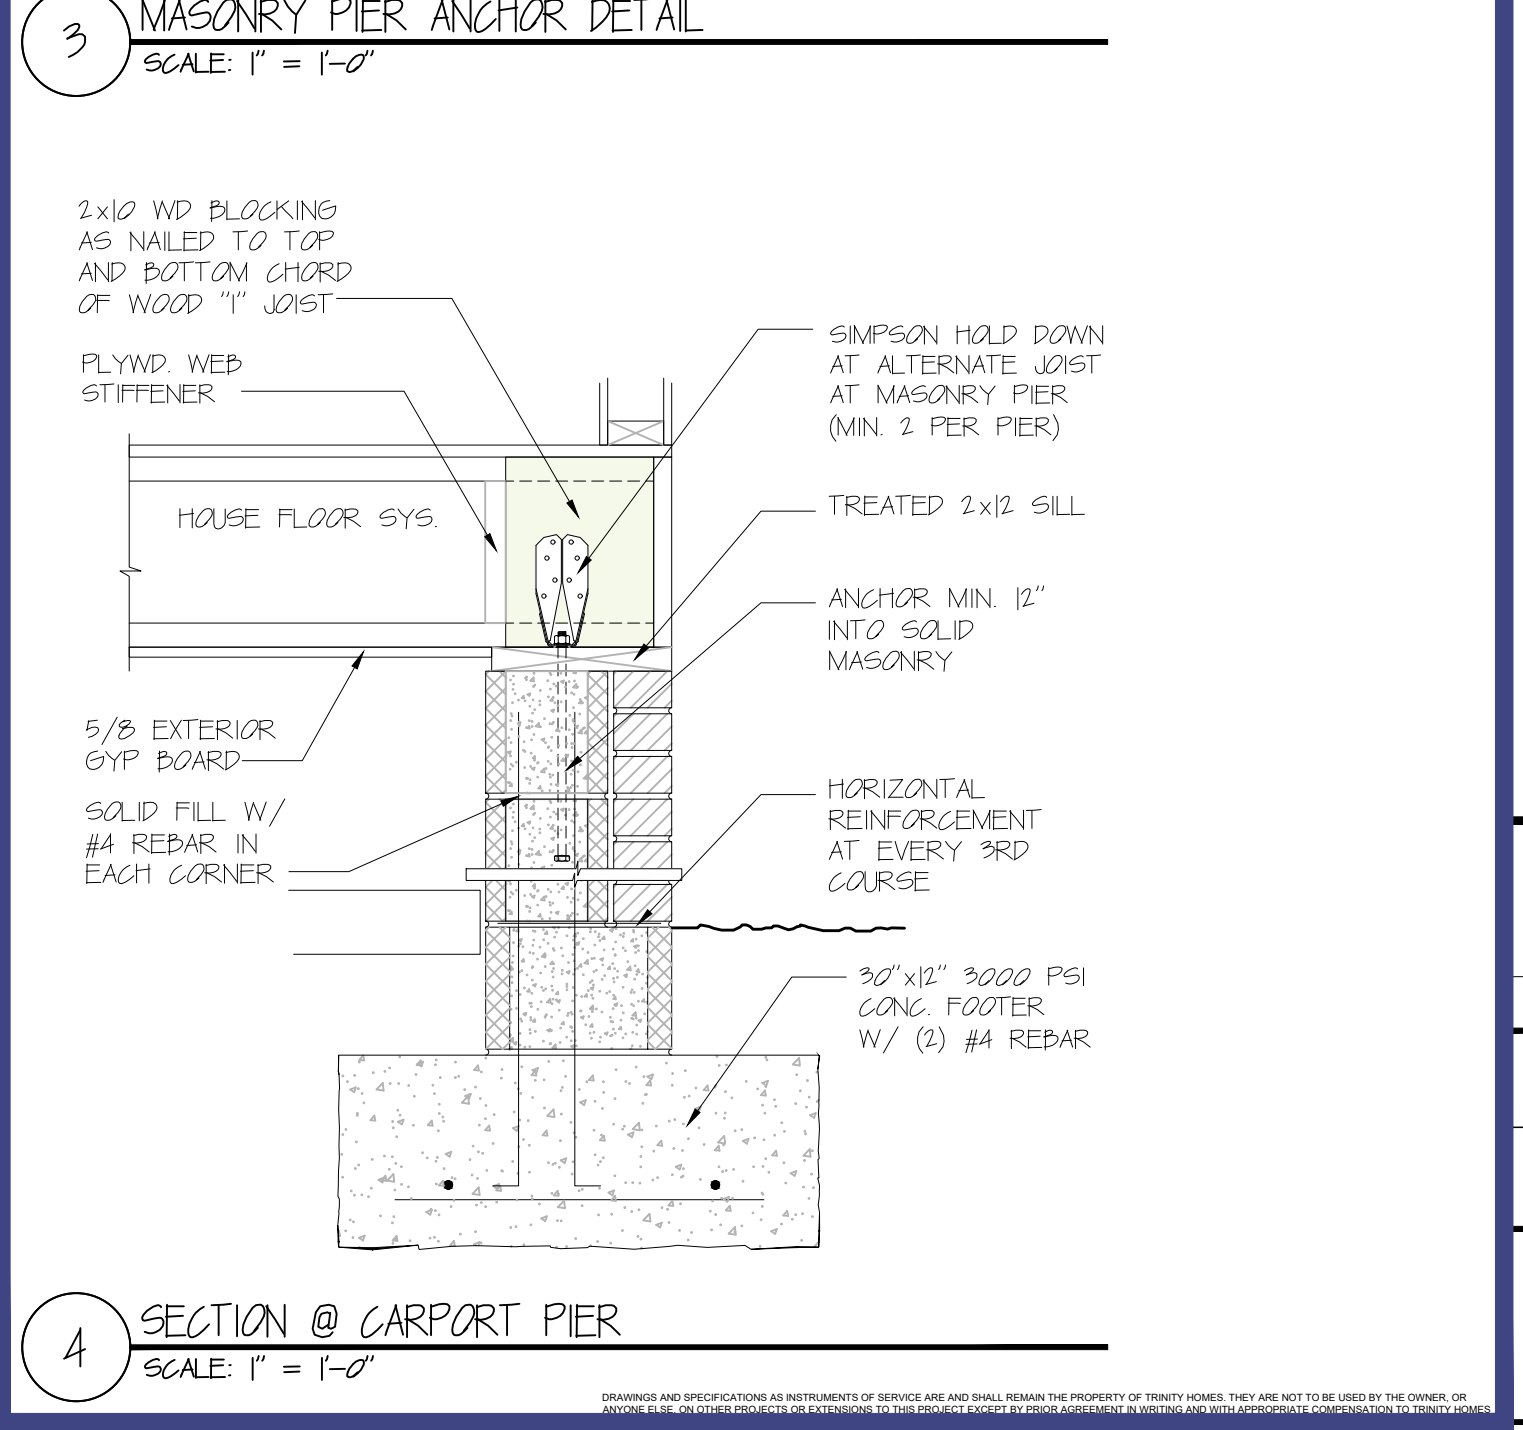 3
MASONRY PIER ANCHOR DETAIL
SCALE: 1" = 1'-0"
2x10 WD BLOCKING
AS NAILED TO TOP
AND BOTTOM CHORD
OF WOOD "I" JOIST
PLYWD. WEB
STIFFENER
HOUSE FLOOR SYS.
5/8 EXTERIOR
GYP BOARD
SOLID FILL W/
#4 REBAR IN
EACH CORNER
SIMPSON HOLD DOWN
AT ALTERNATE JOIST
AT MASONRY PIER
(MIN. 2 PER PIER)
TREATED 2x12 SILL
ANCHOR MIN. 12"
INTO SOLID
MASONRY
HORIZONTAL
REINFORCEMENT
AT EVERY 3RD
COURSE
30"x12" 3000 PSI
CONC. FOOTER
W/ (2) #4 REBAR
4
SECTION @ CARPORT PIER
SCALE: 1" = 1'-0"
DRAWINGS AND SPECIFICATIONS AS INSTRUMENTS OF SERVICE ARE AND SHALL REMAIN THE PROPERTY OF TRINITY HOMES. THEY ARE NOT TO BE USED BY THE OWNER, OR
ANYONE ELSE, ON OTHER PROJECTS OR EXTENSIONS TO THIS PROJECT EXCEPT BY PRIOR AGREEMENT IN WRITING AND WITH APPROPRIATE COMPENSATION TO TRINITY HOMES